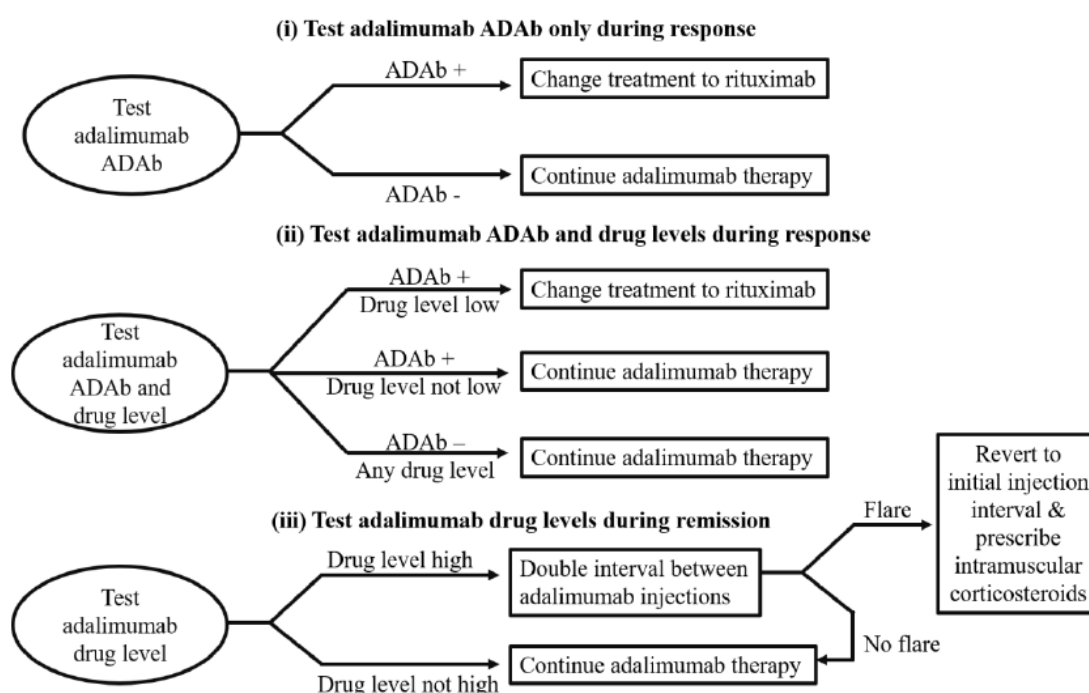 (i) Test adalimumab ADAb only during response
Test
adalimumab
ADAb
ADAb +
Change treatment to rituximab
ADAb -
Continue adalimumab therapy
(ii) Test adalimumab ADAb and drug levels during response
Test
adalimumab
ADAb and
drug level
ADAb +
Drug level low
Change treatment to rituximab
ADAb +
Drug level not low
Continue adalimumab therapy
ADAb –
Any drug level
Continue adalimumab therapy
(iii) Test adalimumab drug levels during remission
Test
adalimumab
drug level
Drug level high
Double interval between
adalimumab injections
Flare
Revert to
initial injection
interval &
prescribe
intramuscular
corticosteroids
No flare
Drug level not high
Continue adalimumab therapy